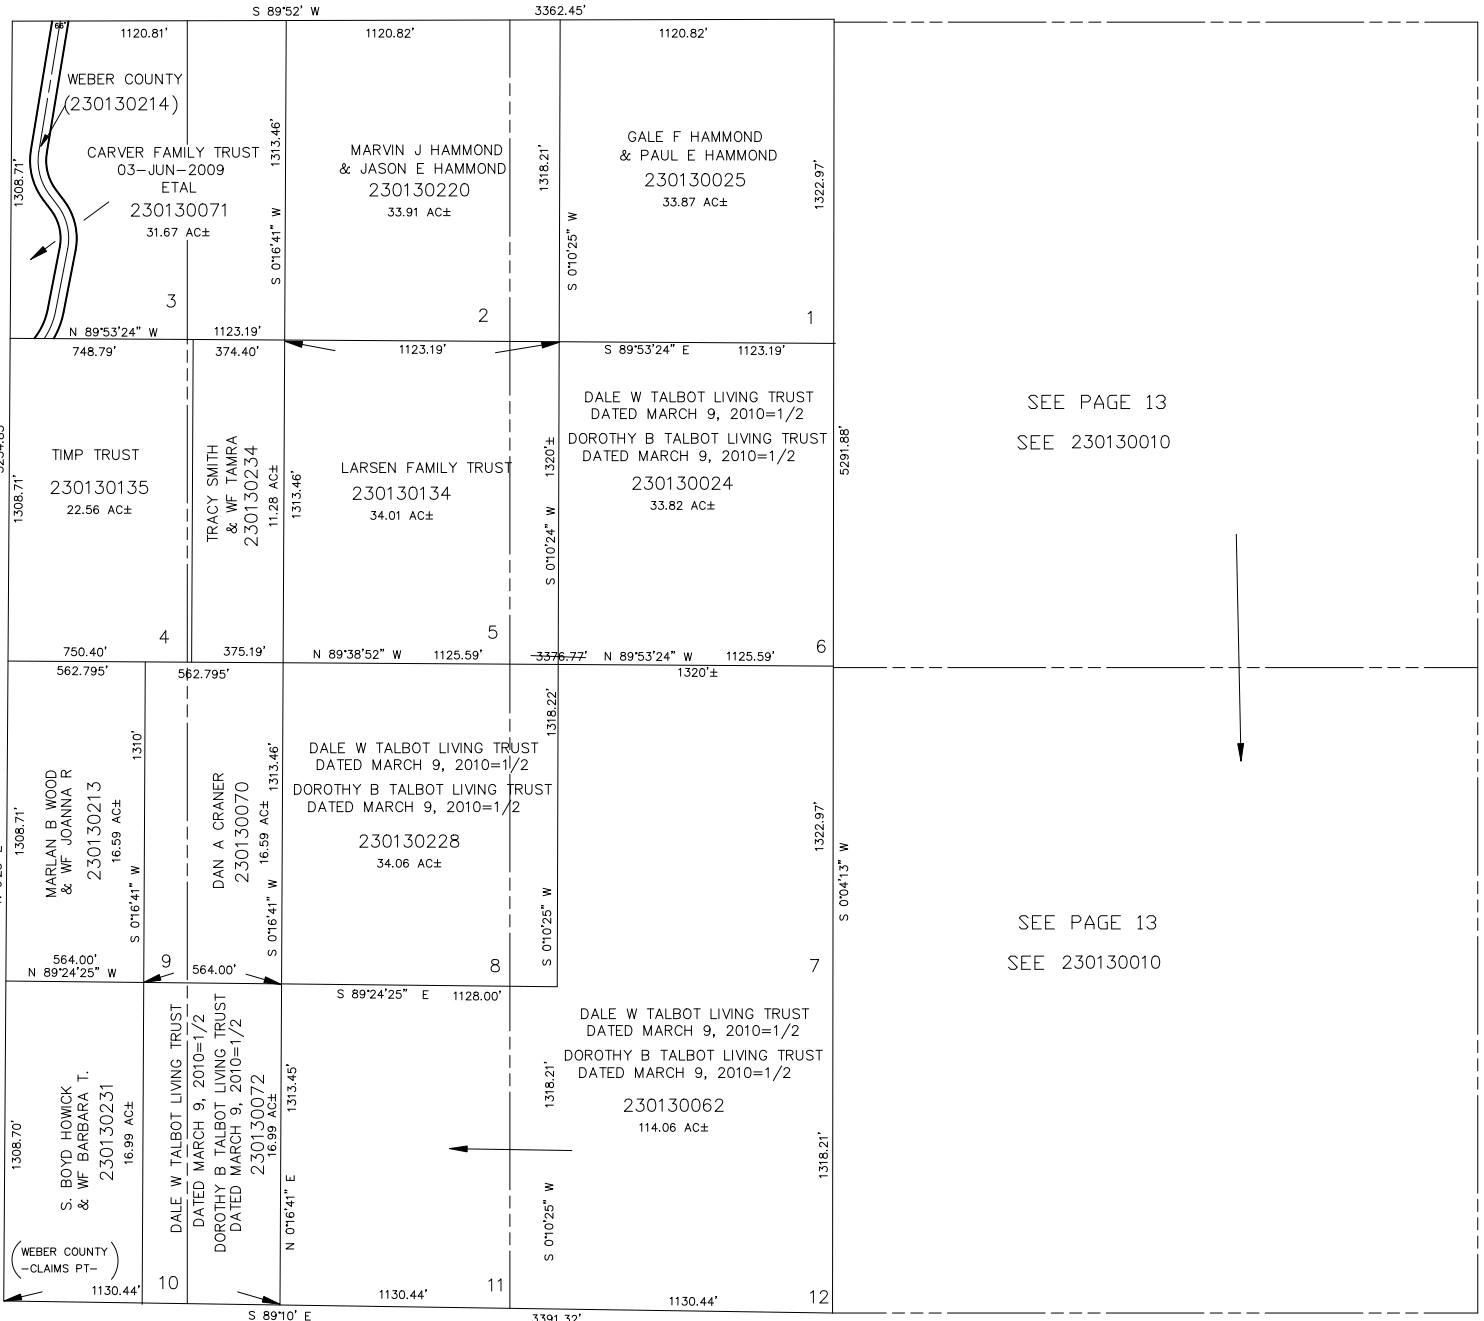 S 89°52' W
3362.45'
66'
1120.81'
1120.82'
1120.82'
WEBER COUNTY
(230130214)
CARVER FAMILY TRUST
03-JUN-2009
ETAL
230130071
31.67 AC±
1308.71'
1313.46'
S 0°16'41" W
3
N 89°53'24" W
1123.19'
MARVIN J HAMMOND
& JASON E HAMMOND
230130220
33.91 AC±
1318.21'
S 0°10'25" W
2
GALE F HAMMOND
& PAUL E HAMMOND
230130025
33.87 AC±
1322.97'
1
748.79'
374.40'
1123.19'
S 89°53'24" E
1123.19'
TIMP TRUST
230130135
22.56 AC±
1308.71'
4
750.40'
TRACY SMITH
& WF TAMRA
230130234
11.28 AC±
1313.46'
375.19'
LARSEN FAMILY TRUST
230130134
34.01 AC±
1320'±
S 0°10'24" W
5
N 89°38'52" W
1125.59'
DALE W TALBOT LIVING TRUST
DATED MARCH 9, 2010=1/2
DOROTHY B TALBOT LIVING TRUST
DATED MARCH 9, 2010=1/2
230130024
33.82 AC±
5291.88'
6
3376.77'
N 89°53'24" W
1125.59'
1320'±
SEE PAGE 13
SEE 230130010
562.795'
562.795'
MARLAN B WOOD
& WF JOANNA R
230130213
16.59 AC±
1308.71'
1310'
S 0°16'41" W
564.00'
N 89°24'25" W
9
DAN A CRANER
230130070
16.59 AC±
1313.46'
S 0°16'41" W
564.00'
DALE W TALBOT LIVING TRUST
DATED MARCH 9, 2010=1/2
DOROTHY B TALBOT LIVING TRUST
DATED MARCH 9, 2010=1/2
230130228
34.06 AC±
1318.22'
S 0°10'25" W
8
S 89°24'25" E
1128.00'
1322.97'
S 0°04'13" W
7
SEE PAGE 13
SEE 230130010
S. BOYD HOWICK
& WF BARBARA T.
230130231
16.99 AC±
1308.70'
(WEBER COUNTY
-CLAIMS PT-)
1130.44'
DALE W TALBOT LIVING TRUST
DATED MARCH 9, 2010=1/2
DOROTHY B TALBOT LIVING TRUST
DATED MARCH 9, 2010=1/2
230130072
16.99 AC±
10
1313.45'
N 0°16'41" E
DALE W TALBOT LIVING TRUST
DATED MARCH 9, 2010=1/2
DOROTHY B TALBOT LIVING TRUST
DATED MARCH 9, 2010=1/2
230130062
114.06 AC±
1318.21'
S 0°10'25" W
1318.21'
1130.44'
11
1130.44'
12
S 89°10' E
3391.32'